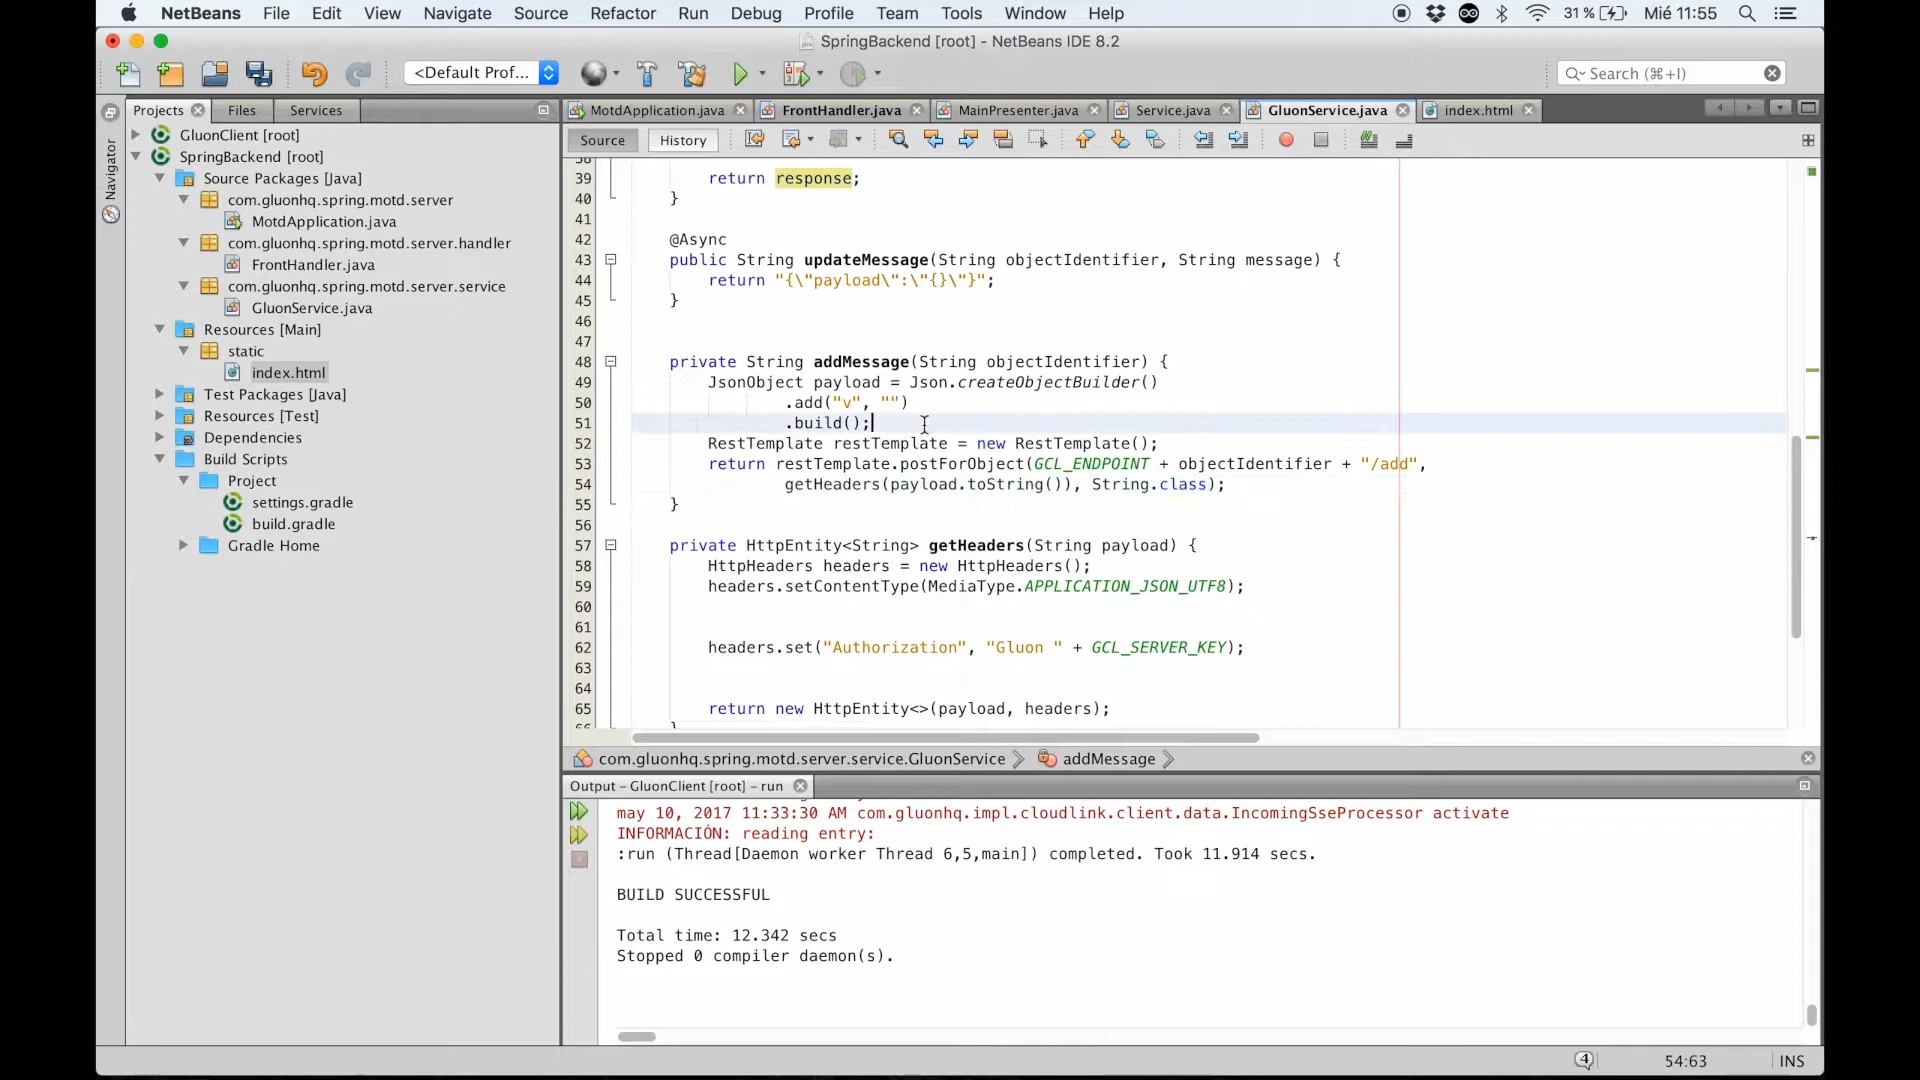 NetBeans File Edit View Navigate Source Refactor Run Debug Profile Team Tools Window Help 31 % Mié 11:55
SpringBackend [root] - NetBeans IDE 8.2
<Default Prof... Search (⌘+I)
Projects Files Services
MotdApplication.java FrontHandler.java MainPresenter.java Service.java GluonService.java index.html
Source History
Navigator
GluonClient [root]
SpringBackend [root]
Source Packages [Java]
com.gluonhq.spring.motd.server
MotdApplication.java
com.gluonhq.spring.motd.server.handler
FrontHandler.java
com.gluonhq.spring.motd.server.service
GluonService.java
Resources [Main]
static
index.html
Test Packages [Java]
Resources [Test]
Dependencies
Build Scripts
Project
settings.gradle
build.gradle
Gradle Home
38
39 return response;
40 }
41
42 @Async
43 public String updateMessage(String objectIdentifier, String message) {
44 return "{\"payload\":\"{}\"}";
45 }
46
47
48 private String addMessage(String objectIdentifier) {
49 JsonObject payload = Json.createObjectBuilder()
50 .add("v", "")
51 .build();
52 RestTemplate restTemplate = new RestTemplate();
53 return restTemplate.postForObject(GCL_ENDPOINT + objectIdentifier + "/add",
54 getHeaders(payload.toString()), String.class);
55 }
56
57 private HttpEntity<String> getHeaders(String payload) {
58 HttpHeaders headers = new HttpHeaders();
59 headers.setContentType(MediaType.APPLICATION_JSON_UTF8);
60
61
62 headers.set("Authorization", "Gluon " + GCL_SERVER_KEY);
63
64
65 return new HttpEntity<>(payload, headers);
66 }
com.gluonhq.spring.motd.server.service.GluonService addMessage
Output - GluonClient [root] - run
may 10, 2017 11:33:30 AM com.gluonhq.impl.cloudlink.client.data.IncomingSseProcessor activate
INFORMACIÓN: reading entry:
:run (Thread[Daemon worker Thread 6,5,main]) completed. Took 11.914 secs.
BUILD SUCCESSFUL
Total time: 12.342 secs
Stopped 0 compiler daemon(s).
4 54:63 INS